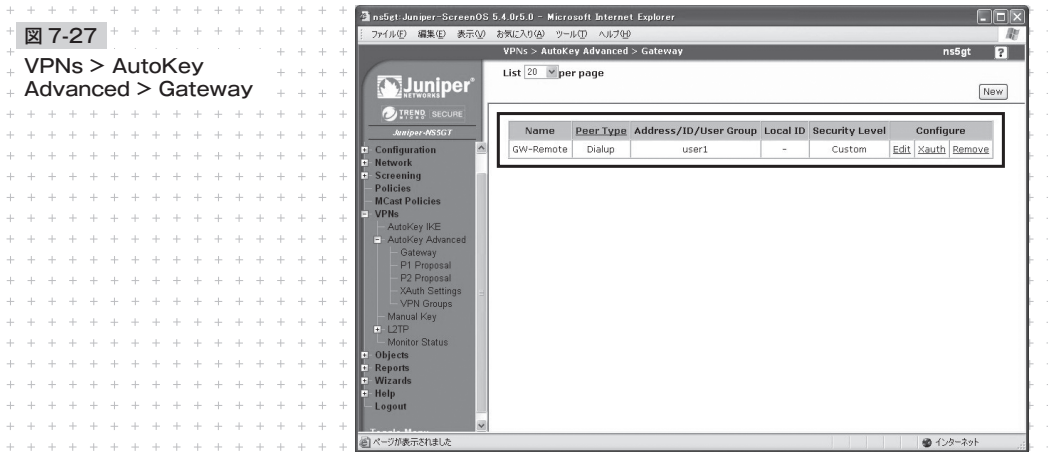 図 7-27
VPNs > AutoKey
Advanced > Gateway
ns5gt: Juniper-ScreenOS 5.4.0r5.0 - Microsoft Internet Explorer
ファイル(F) 編集(E) 表示(V) お気に入り(A) ツール(T) ヘルプ(H)
VPNs > AutoKey Advanced > Gateway ns5gt ?
List 20 per page
New
Juniper
NETWORKS
TREND MICRO SECURE
Juniper-NS5GT
Name Peer Type Address/ID/User Group Local ID Security Level Configure
GW-Remote Dialup user1 - Custom Edit Xauth Remove
Configuration
Network
Screening
Policies
MCast Policies
VPNs
AutoKey IKE
AutoKey Advanced
Gateway
P1 Proposal
P2 Proposal
XAuth Settings
VPN Groups
Manual Key
L2TP
Monitor Status
Objects
Reports
Wizards
Help
Logout
Toggle Menu
ページが表示されました インターネット